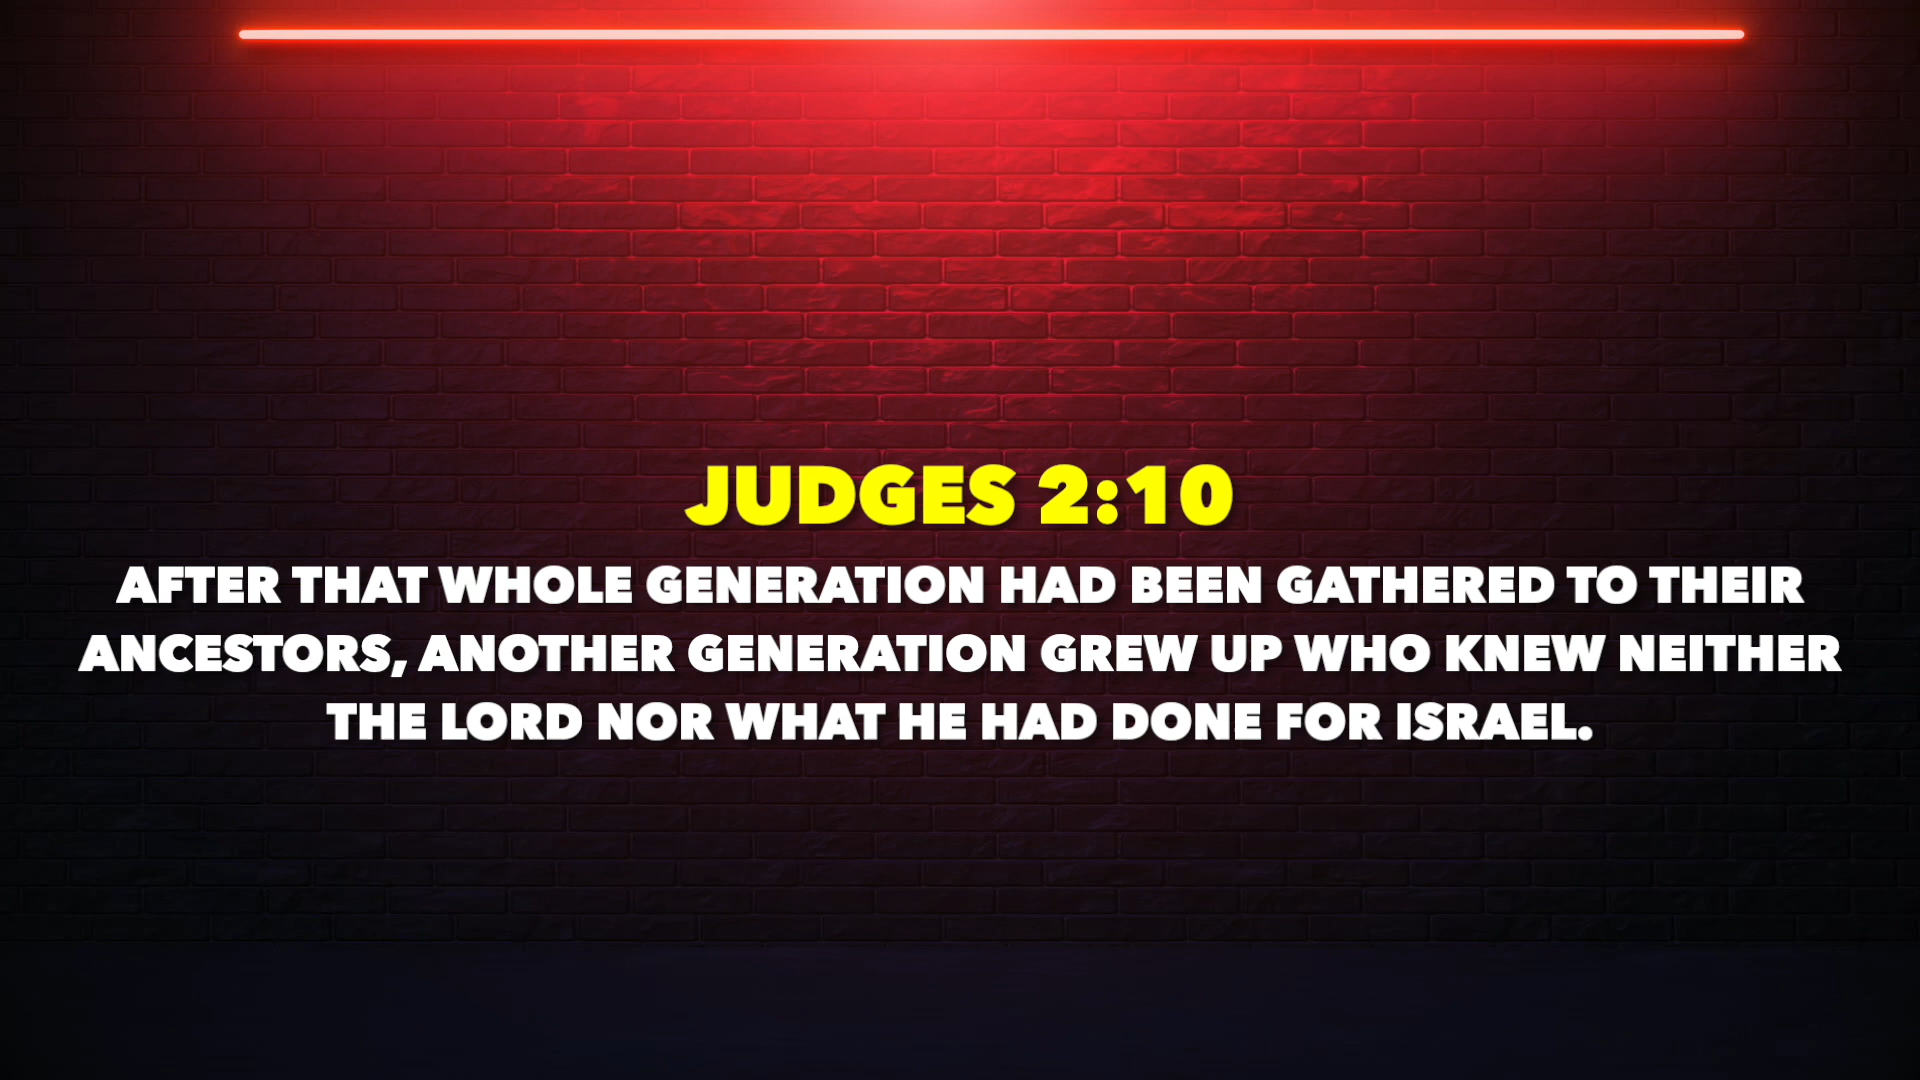 JUDGES 2:10
AFTER THAT WHOLE GENERATION HAD BEEN GATHERED TO THEIR
ANCESTORS, ANOTHER GENERATION GREW UP WHO KNEW NEITHER
THE LORD NOR WHAT HE HAD DONE FOR ISRAEL.